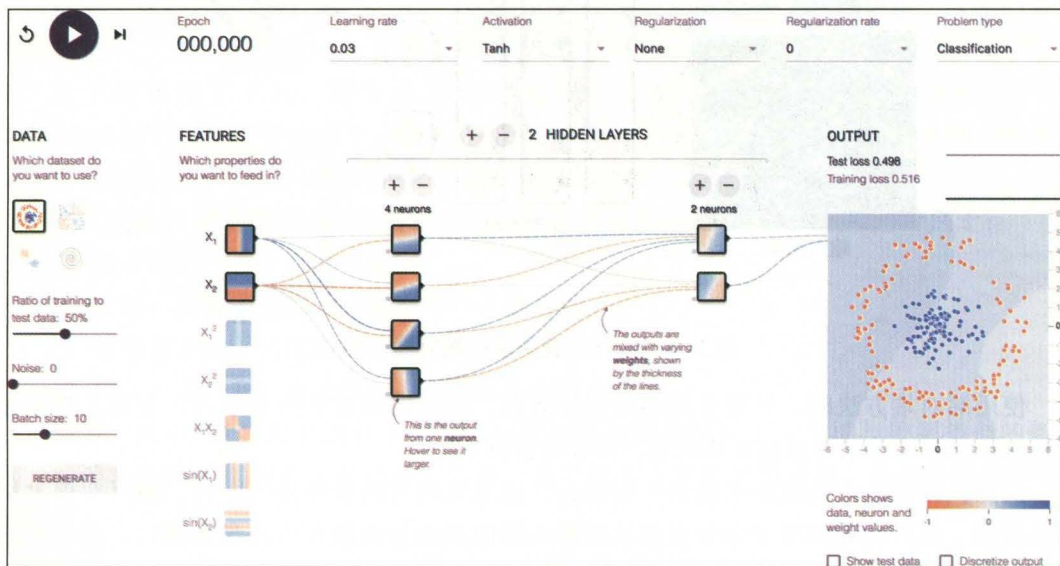 Epoch
000,000
Learning rate
0.03
Activation
Tanh
Regularization
None
Regularization rate
0
Problem type
Classification
DATA
Which dataset do
you want to use?
Ratio of training to
test data: 50%
Noise: 0
Batch size: 10
REGENERATE
FEATURES
Which properties do
you want to feed in?
X₁
X₂
X₁²
X₂²
X₁X₂
sin(X₁)
sin(X₂)
+ − 2 HIDDEN LAYERS
+ −
4 neurons
+ −
2 neurons
This is the output
from one neuron.
Hover to see it
larger.
The outputs are
mixed with varying
weights, shown
by the thickness
of the lines.
OUTPUT
Test loss 0.498
Training loss 0.516
-6 -5 -4 -3 -2 -1 0 1 2 3 4 5 6
Colors shows
data, neuron and
weight values.
-1 0 1
Show test data
Discretize output